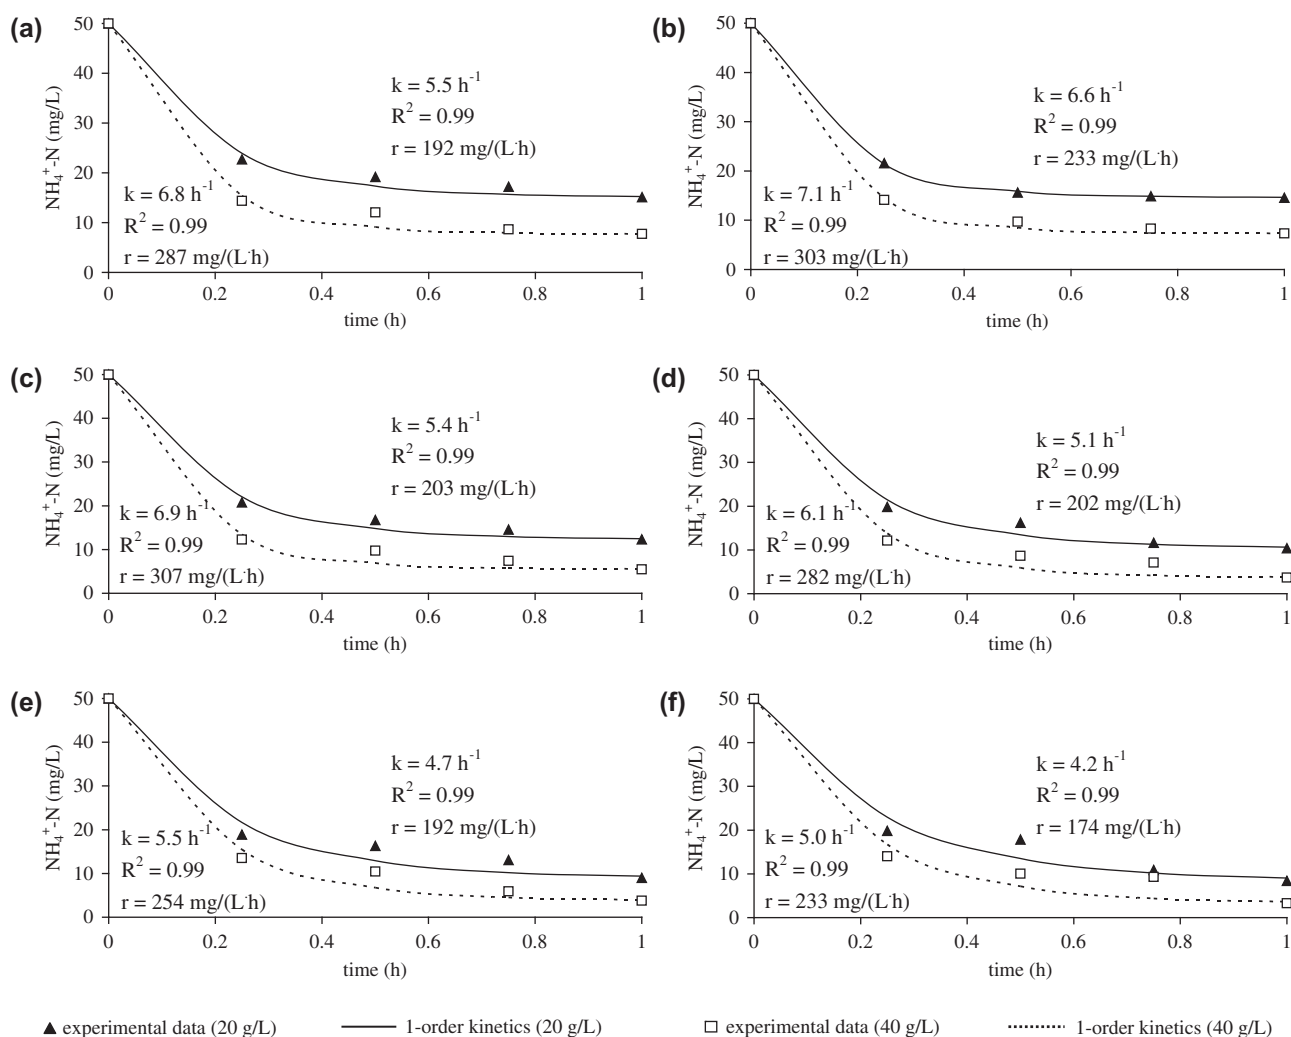 (a)
NH₄⁺-N (mg/L)
50
40
30
20
10
0
k = 5.5 h⁻¹
R² = 0.99
r = 192 mg/(L·h)
k = 6.8 h⁻¹
R² = 0.99
r = 287 mg/(L·h)
0 0.2 0.4 0.6 0.8 1
time (h)
(b)
NH₄⁺-N (mg/L)
50
40
30
20
10
0
k = 6.6 h⁻¹
R² = 0.99
r = 233 mg/(L·h)
k = 7.1 h⁻¹
R² = 0.99
r = 303 mg/(L·h)
0 0.2 0.4 0.6 0.8 1
time (h)
(c)
NH₄⁺-N (mg/L)
50
40
30
20
10
0
k = 5.4 h⁻¹
R² = 0.99
r = 203 mg/(L·h)
k = 6.9 h⁻¹
R² = 0.99
r = 307 mg/(L·h)
0 0.2 0.4 0.6 0.8 1
time (h)
(d)
NH₄⁺-N (mg/L)
50
40
30
20
10
0
k = 5.1 h⁻¹
R² = 0.99
r = 202 mg/(L·h)
k = 6.1 h⁻¹
R² = 0.99
r = 282 mg/(L·h)
0 0.2 0.4 0.6 0.8 1
time (h)
(e)
NH₄⁺-N (mg/L)
50
40
30
20
10
0
k = 4.7 h⁻¹
R² = 0.99
r = 192 mg/(L·h)
k = 5.5 h⁻¹
R² = 0.99
r = 254 mg/(L·h)
0 0.2 0.4 0.6 0.8 1
time (h)
(f)
NH₄⁺-N (mg/L)
50
40
30
20
10
0
k = 4.2 h⁻¹
R² = 0.99
r = 174 mg/(L·h)
k = 5.0 h⁻¹
R² = 0.99
r = 233 mg/(L·h)
0 0.2 0.4 0.6 0.8 1
time (h)
experimental data (20 g/L) 1-order kinetics (20 g/L) experimental data (40 g/L) 1-order kinetics (40 g/L)